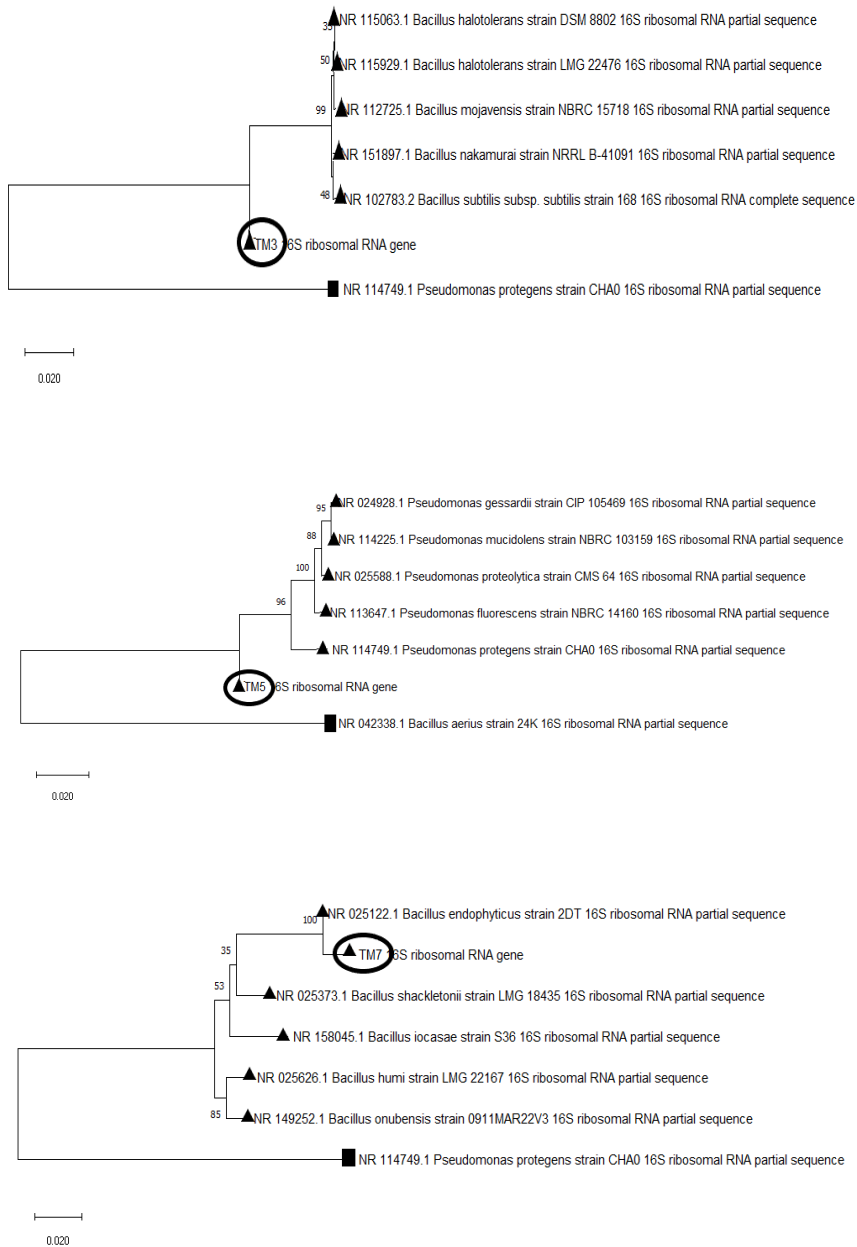 NR 115063.1 Bacillus halotolerans strain DSM 8802 16S ribosomal RNA partial sequence
35
50
NR 115929.1 Bacillus halotolerans strain LMG 22476 16S ribosomal RNA partial sequence
99
NR 112725.1 Bacillus mojavensis strain NBRC 15718 16S ribosomal RNA partial sequence
NR 151897.1 Bacillus nakamurai strain NRRL B-41091 16S ribosomal RNA partial sequence
48
NR 102783.2 Bacillus subtilis subsp. subtilis strain 168 16S ribosomal RNA complete sequence
TM3 16S ribosomal RNA gene
NR 114749.1 Pseudomonas protegens strain CHA0 16S ribosomal RNA partial sequence
0.020
NR 024928.1 Pseudomonas gessardii strain CIP 105469 16S ribosomal RNA partial sequence
95
88
NR 114225.1 Pseudomonas mucidolens strain NBRC 103159 16S ribosomal RNA partial sequence
100
NR 025588.1 Pseudomonas proteolytica strain CMS 64 16S ribosomal RNA partial sequence
96
NR 113647.1 Pseudomonas fluorescens strain NBRC 14160 16S ribosomal RNA partial sequence
NR 114749.1 Pseudomonas protegens strain CHA0 16S ribosomal RNA partial sequence
TM5 16S ribosomal RNA gene
NR 042338.1 Bacillus aerius strain 24K 16S ribosomal RNA partial sequence
0.020
100
NR 025122.1 Bacillus endophyticus strain 2DT 16S ribosomal RNA partial sequence
35
TM7 16S ribosomal RNA gene
53
NR 025373.1 Bacillus shackletonii strain LMG 18435 16S ribosomal RNA partial sequence
NR 158045.1 Bacillus iocasae strain S36 16S ribosomal RNA partial sequence
NR 025626.1 Bacillus humi strain LMG 22167 16S ribosomal RNA partial sequence
85
NR 149252.1 Bacillus onubensis strain 0911MAR22V3 16S ribosomal RNA partial sequence
NR 114749.1 Pseudomonas protegens strain CHA0 16S ribosomal RNA partial sequence
0.020